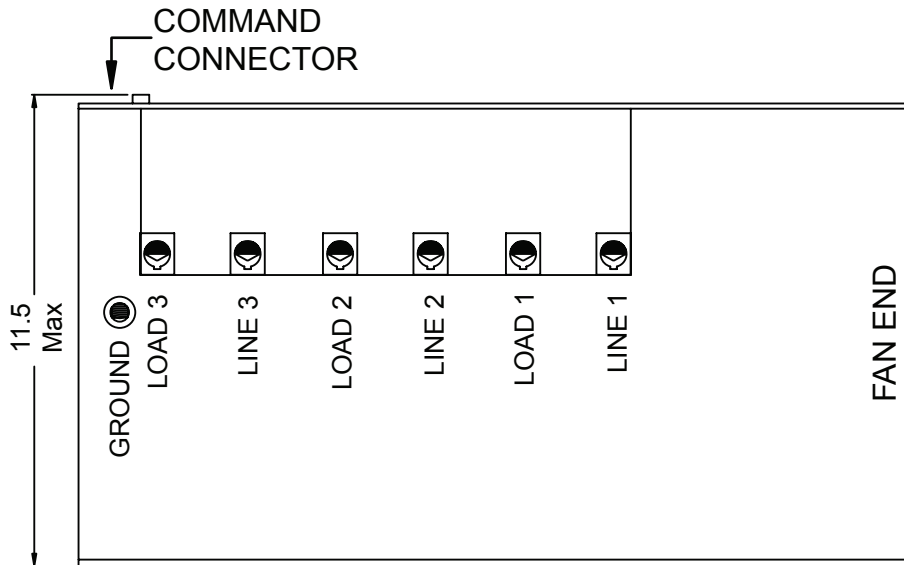 COMMAND
CONNECTOR
11.5
Max
GROUND
LOAD 3
LINE 3
LOAD 2
LINE 2
LOAD 1
LINE 1
FAN END